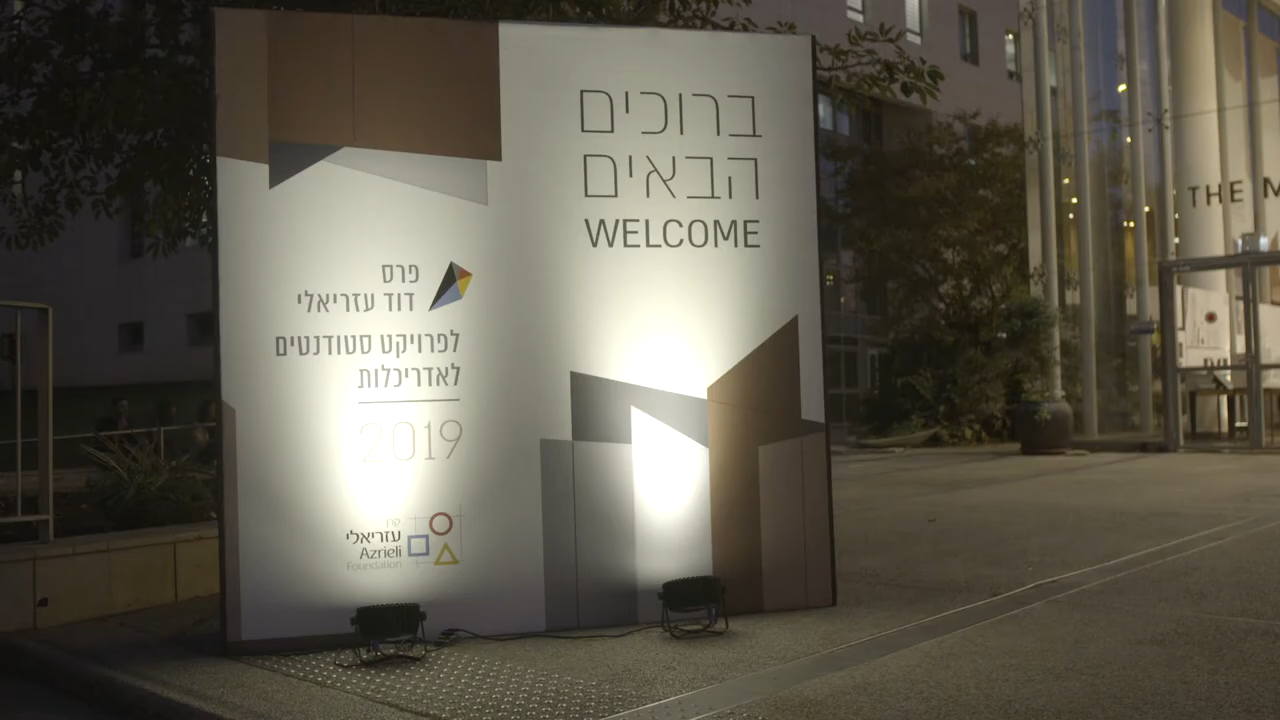 ברוכים
הבאים
WELCOME
פרס
דוד עזריאלי
לפרויקט סטודנטים
לאדריכלות
2019
קרן
עזריאלי
Azrieli
Foundation
THE M